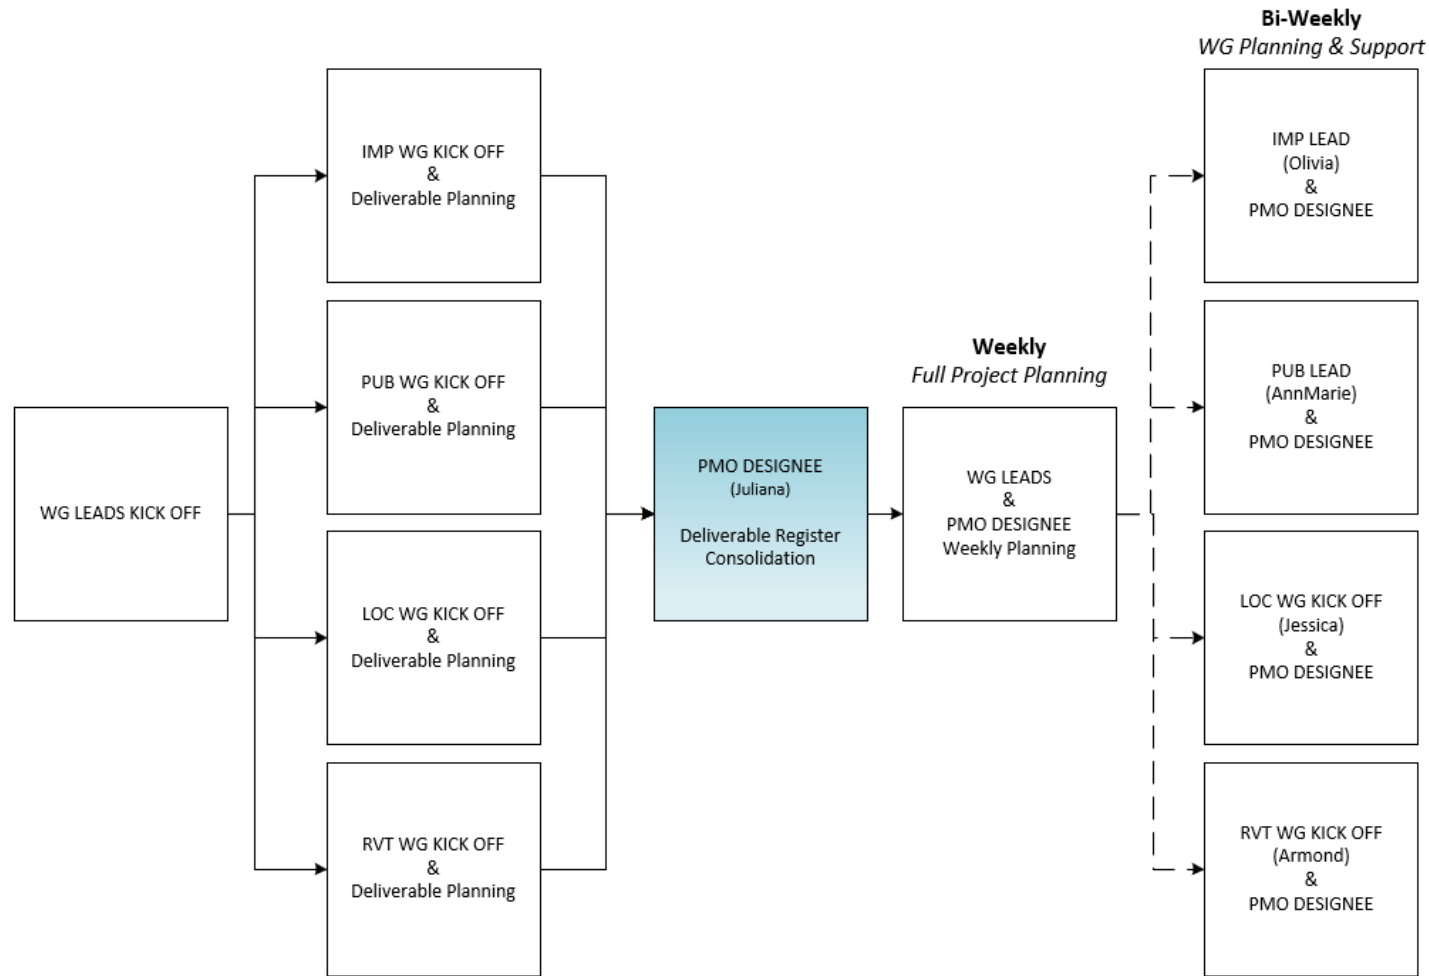 Bi-Weekly
WG Planning & Support
IMP WG KICK OFF
&
Deliverable Planning
IMP LEAD
(Olivia)
&
PMO DESIGNEE
PUB WG KICK OFF
&
Deliverable Planning
Weekly
Full Project Planning
PUB LEAD
(AnnMarie)
&
PMO DESIGNEE
WG LEADS KICK OFF
PMO DESIGNEE
(Juliana)
Deliverable Register
Consolidation
WG LEADS
&
PMO DESIGNEE
Weekly Planning
LOC WG KICK OFF
&
Deliverable Planning
LOC WG KICK OFF
(Jessica)
&
PMO DESIGNEE
RVT WG KICK OFF
&
Deliverable Planning
RVT WG KICK OFF
(Armond)
&
PMO DESIGNEE